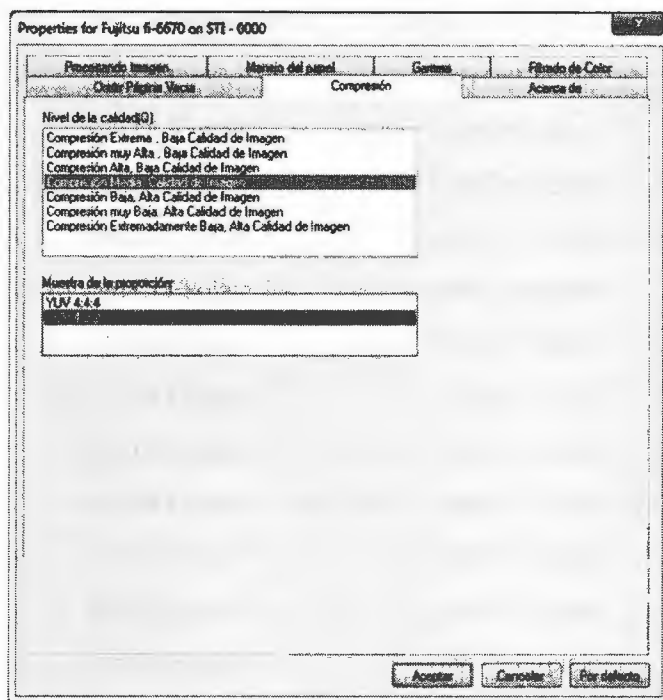 Properties for Fujitsu fi-6670 on STI - 6000
Procesando Imagen
Manejo del papel
Gamma
Filtrado de Color
Omitir Página Vacía
Compresión
Acerca de
Nivel de la calidad(Q):
Compresión Extrema , Baja Calidad de Imagen
Compresión muy Alta , Baja Calidad de Imagen
Compresión Alta, Baja Calidad de Imagen
Compresión Baja, Alta Calidad de Imagen
Compresión muy Baja, Alta Calidad de Imagen
Compresión Extremadamente Baja, Alta Calidad de Imagen
Muestra de la proporción:
YUV 4:4:4
Aceptar
Cancelar
Por defecto